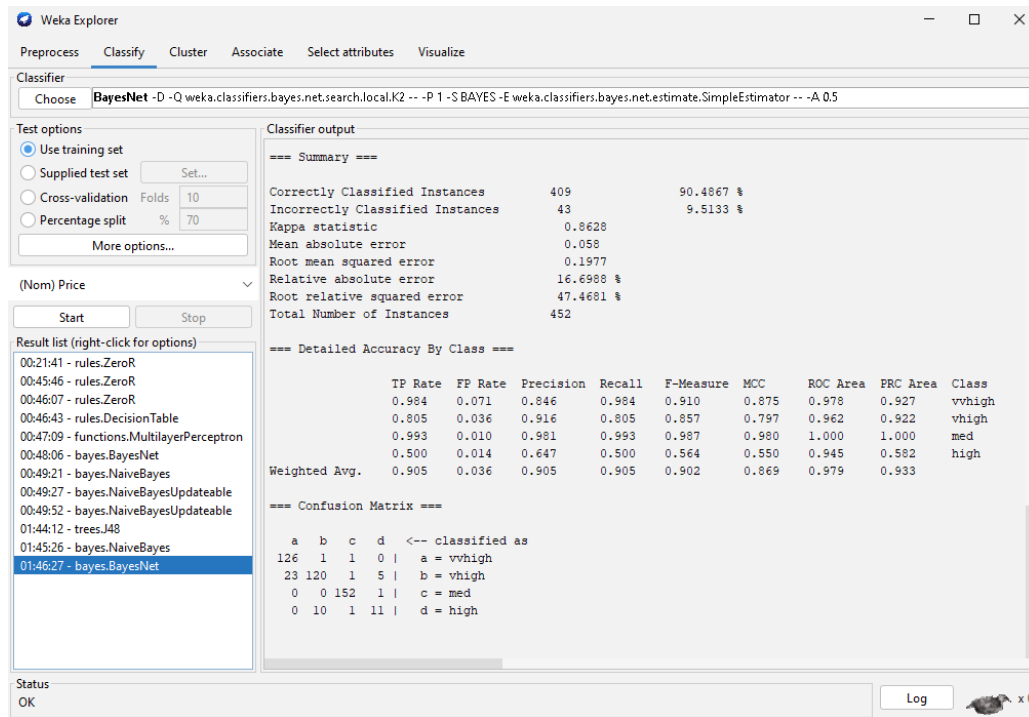 Weka Explorer
Preprocess Classify Cluster Associate Select attributes Visualize
Classifier
Choose BayesNet -D -Q weka.classifiers.bayes.net.search.local.K2 -- -P 1 -S BAYES -E weka.classifiers.bayes.net.estimate.SimpleEstimator -- -A 0.5
Test options
Use training set
Supplied test set Set...
Cross-validation Folds 10
Percentage split % 70
More options...
(Nom) Price
Start Stop
Result list (right-click for options)
00:21:41 - rules.ZeroR
00:45:46 - rules.ZeroR
00:46:07 - rules.ZeroR
00:46:43 - rules.DecisionTable
00:47:09 - functions.MultilayerPerceptron
00:48:06 - bayes.BayesNet
00:49:21 - bayes.NaiveBayes
00:49:27 - bayes.NaiveBayesUpdateable
00:49:52 - bayes.NaiveBayesUpdateable
01:44:12 - trees.J48
01:45:26 - bayes.NaiveBayes
01:46:27 - bayes.BayesNet
Classifier output
=== Summary ===
Correctly Classified Instances 409 90.4867 %
Incorrectly Classified Instances 43 9.5133 %
Kappa statistic 0.8628
Mean absolute error 0.058
Root mean squared error 0.1977
Relative absolute error 16.6988 %
Root relative squared error 47.4681 %
Total Number of Instances 452
=== Detailed Accuracy By Class ===
TP Rate FP Rate Precision Recall F-Measure MCC ROC Area PRC Area Class
0.984 0.071 0.846 0.984 0.910 0.875 0.978 0.927 vvhigh
0.805 0.036 0.916 0.805 0.857 0.797 0.962 0.922 vhigh
0.993 0.010 0.981 0.993 0.987 0.980 1.000 1.000 med
0.500 0.014 0.647 0.500 0.564 0.550 0.945 0.582 high
Weighted Avg. 0.905 0.036 0.905 0.905 0.902 0.869 0.979 0.933
=== Confusion Matrix ===
a b c d <-- classified as
126 1 1 0 | a = vvhigh
23 120 1 5 | b = vhigh
0 0 152 1 | c = med
0 10 1 11 | d = high
Status
OK
Log x